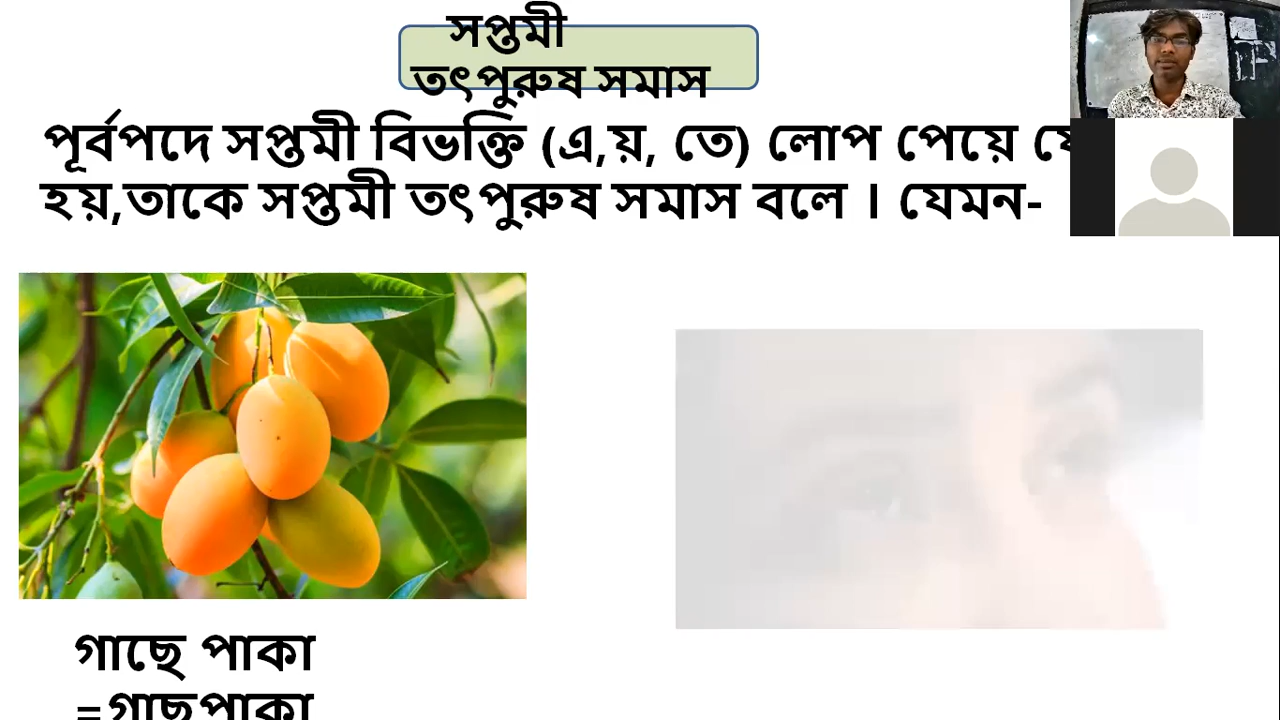 সপ্তমী
তৎপুরুষ সমাস
পূর্বপদে সপ্তমী বিভক্তি (এ,য়, তে) লোপ পেয়ে
হয়,তাকে সপ্তমী তৎপুরুষ সমাস বলে । যেমন-
গাছে পাকা
=গাছপাকা